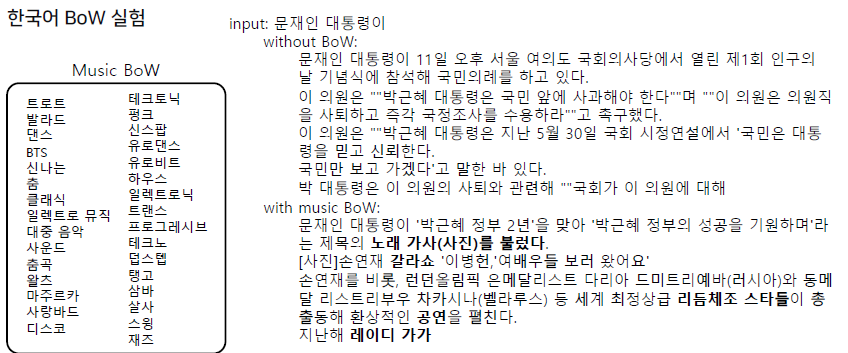 한국어 BoW 실험
Music BoW
트로트
발라드
댄스
BTS
신나는
춤
클래식
일렉트로 뮤직
대중 음악
사운드
춤곡
왈츠
마주르카
사랑바드
디스코
테크토닉
펑크
신스팝
유로댄스
유로비트
하우스
일렉트로닉
트랜스
프로그레시브
테크노
덥스텝
탱고
삼바
살사
스윙
재즈
input: 문재인 대통령이
without BoW:
문재인 대통령이 11일 오후 서울 여의도 국회의사당에서 열린 제1회 인구의
날 기념식에 참석해 국민의례를 하고 있다.
이 의원은 ""박근혜 대통령은 국민 앞에 사과해야 한다""며 ""이 의원은 의원직
을 사퇴하고 즉각 국정조사를 수용하라""고 촉구했다.
이 의원은 ""박근혜 대통령은 지난 5월 30일 국회 시정연설에서 '국민은 대통
령을 믿고 신뢰한다.
국민만 보고 가겠다'고 말한 바 있다.
박 대통령은 이 의원의 사퇴와 관련해 ""국회가 이 의원에 대해
with music BoW:
문재인 대통령이 '박근혜 정부 2년'을 맞아 '박근혜 정부의 성공을 기원하며'라
는 제목의 노래 가사(사진)를 불렀다.
[사진]손연재 갈라쇼 '이병헌,'여배우들 보러 왔어요'
손연재를 비롯, 런던올림픽 은메달리스트 다리아 드미트리예바(러시아)와 동메
달 리스트리부우 차카시나(벨라루스) 등 세계 최정상급 리듬체조 스타들이 총
출동해 환상적인 공연을 펼친다.
지난해 레이디 가가